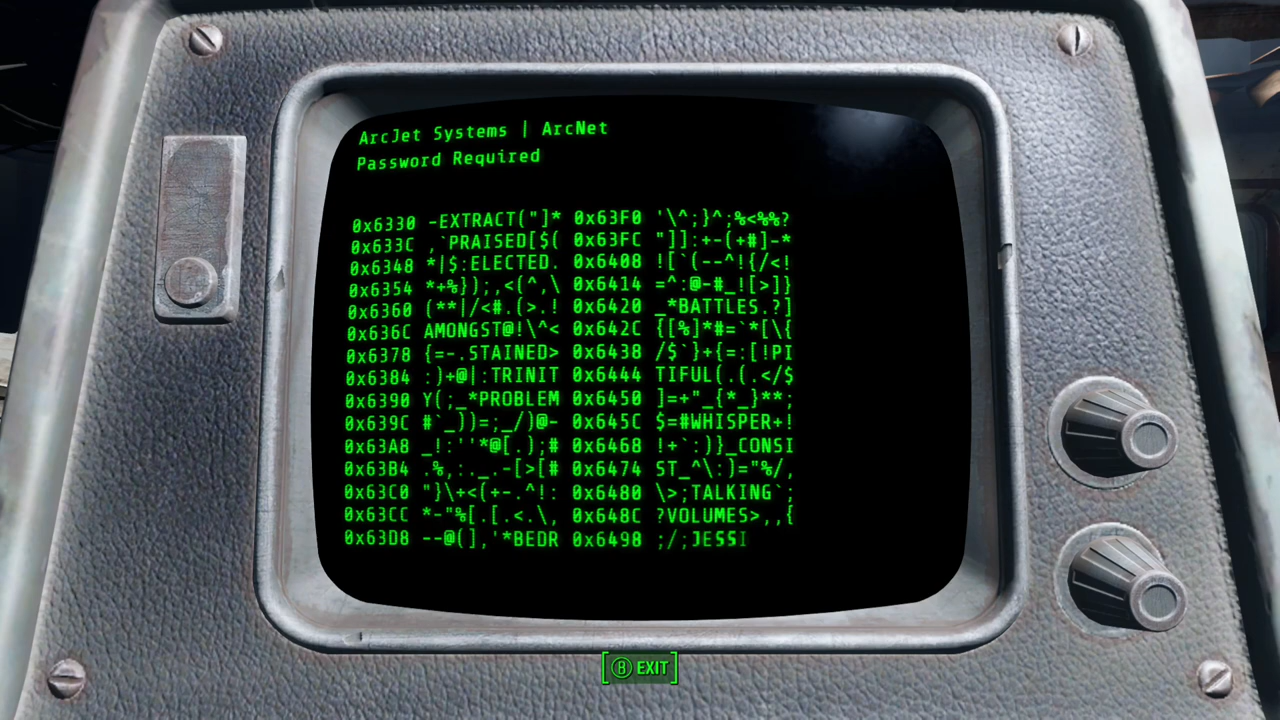 ArcJet Systems | ArcNet
Password Required
0x6330 -EXTRACT("]* 0x63F0 '\^;}^;%<%%?
0x633C ,`PRAISED[$( 0x63FC "]]:+-(+#]-*
0x6348 *|$:ELECTED. 0x6408 ![`(--^!{/<!
0x6354 *+%});,<(^,\ 0x6414 =^:@-#_![>]}
0x6360 (**|/<#.(>.! 0x6420 _*BATTLES.?]
0x636C AMONGST@!\^< 0x642C {[%]*#=`*[\{
0x6378 {=-.STAINED> 0x6438 /$`}+{=:[!PI
0x6384 :)+@|:TRINIT 0x6444 TIFUL(.(.</$
0x6390 Y(;_*PROBLEM 0x6450 ]=+"_{*_}**;
0x639C #`_))=;_/)@- 0x645C $=#WHISPER+!
0x63A8 _!:''*@[.);# 0x6468 !+`:)}_CONSI
0x63B4 .%,:._.-[>[# 0x6474 ST_^\:)="%/,
0x63C0 "}\+<(+-.^!: 0x6480 \>;TALKING`;
0x63CC *-"%[.[.<.\, 0x648C ?VOLUMES>,,{
0x63D8 --@(],'*BEDR 0x6498 ;/;JESSI
B EXIT